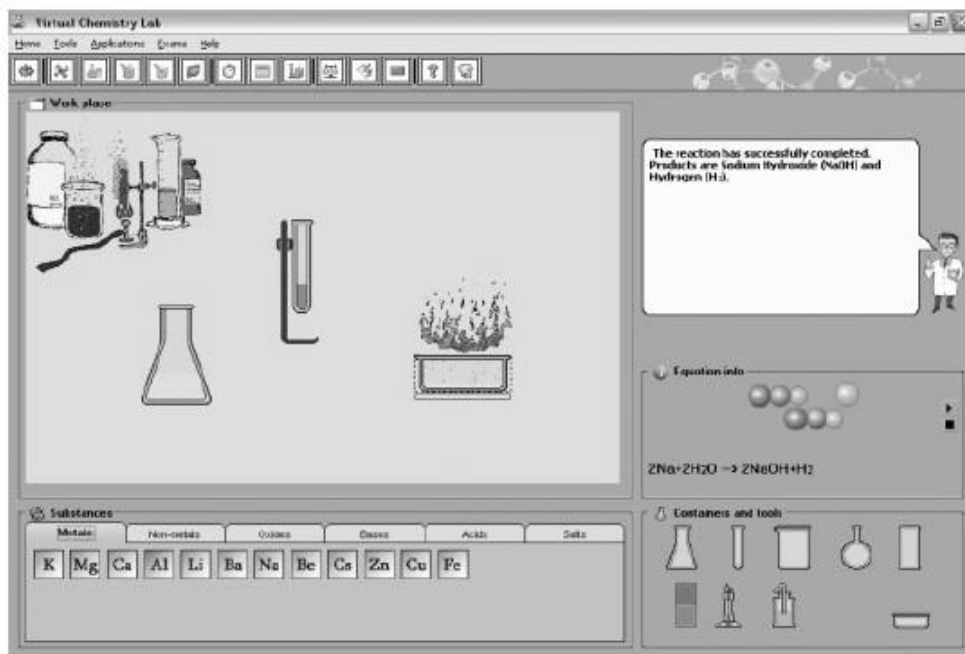 Virtual Chemistry Lab
Home Tools Applications Exams Help
Work place
The reaction has successfully completed.
Products are Sodium Hydroxide (NaOH) and
Hydrogen (H₂).
Equation info
2Na+2H2O -> 2NaOH+H2
Substances
Metals Non-metals Oxides Bases Acids Salts
K Mg Ca Al Li Ba Na Be Cs Zn Cu Fe
Containers and tools